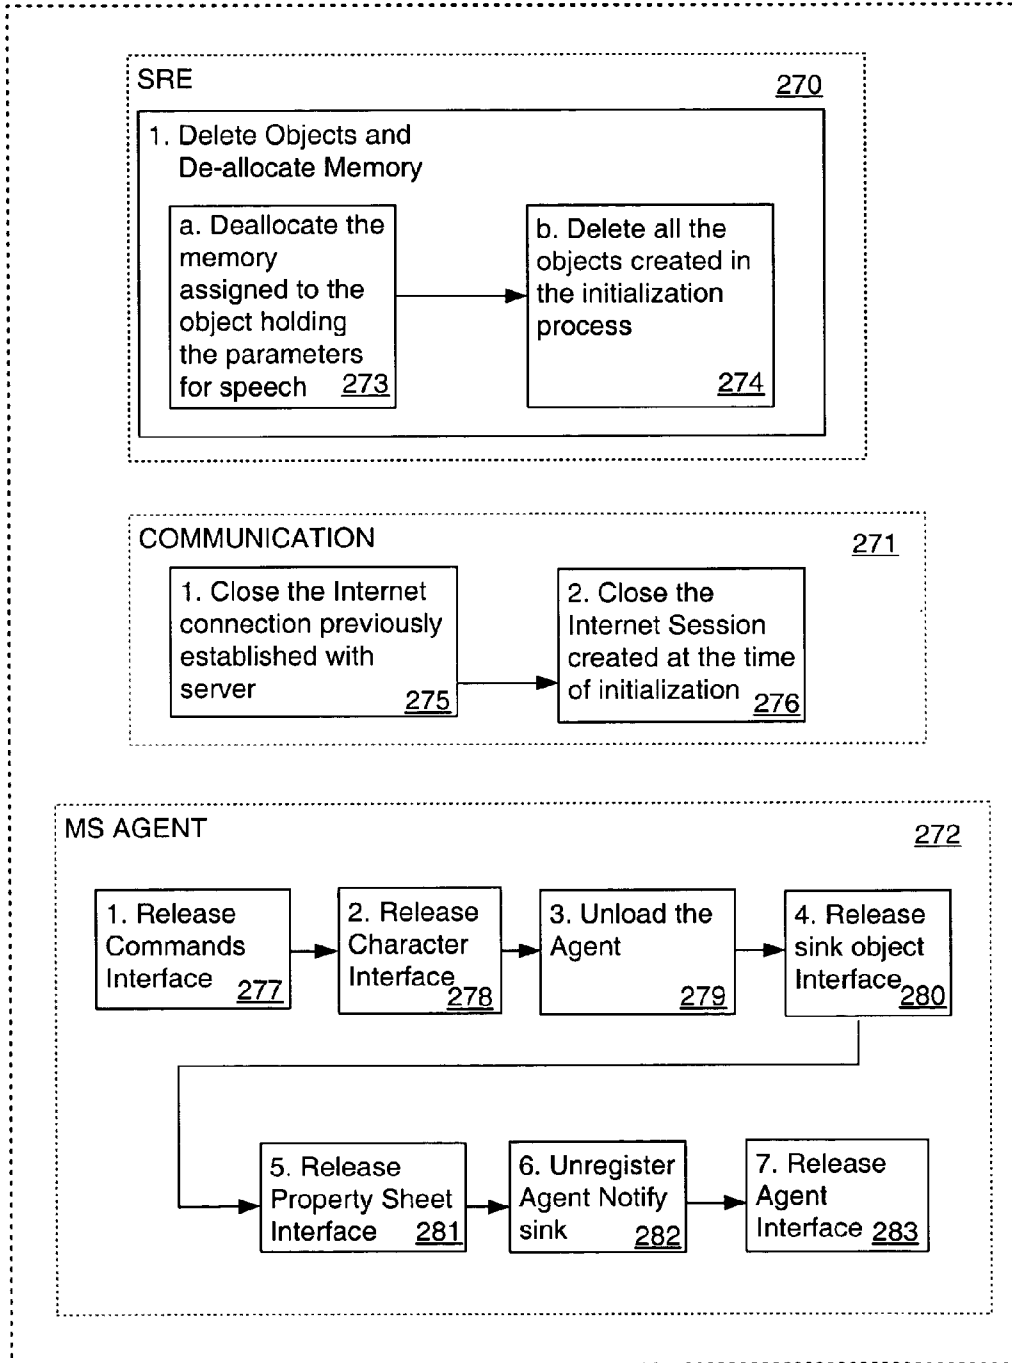 SRE
270
1. Delete Objects and
De-allocate Memory
a. Deallocate the
memory
assigned to the
object holding
the parameters
for speech 273
b. Delete all the
objects created in
the initialization
process
274
COMMUNICATION
271
1. Close the Internet
connection previously
established with
server
275
2. Close the
Internet Session
created at the time
of initialization
276
MS AGENT
272
1. Release
Commands
Interface
277
2. Release
Character
Interface
278
3. Unload the
Agent
279
4. Release
sink object
Interface
280
5. Release
Property Sheet
Interface 281
6. Unregister
Agent Notify
sink 282
7. Release
Agent
Interface 283